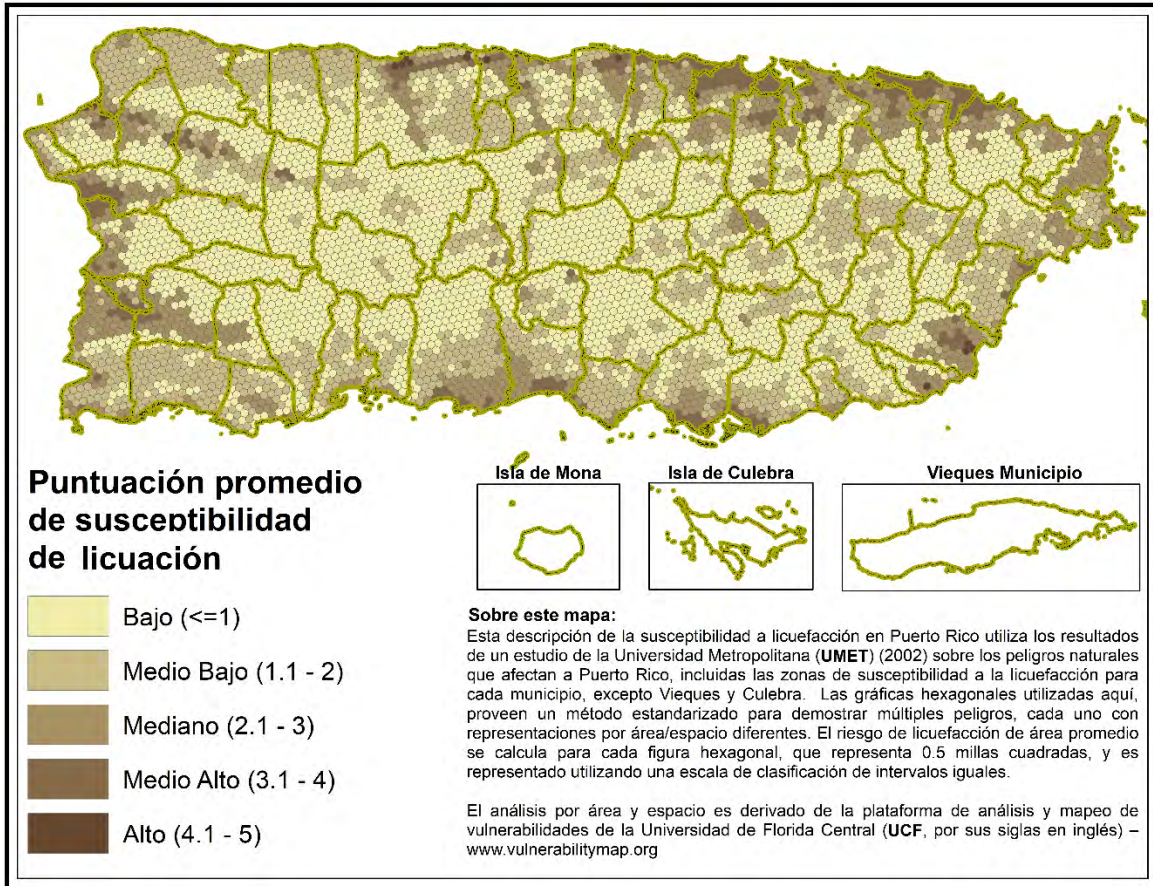 Isla de Mona
Isla de Culebra
Vieques Municipio
Puntuación promedio
de susceptibilidad
de licuación
Bajo (<=1)
Medio Bajo (1.1 - 2)
Mediano (2.1 - 3)
Medio Alto (3.1 - 4)
Alto (4.1 - 5)
Sobre este mapa:
Esta descripción de la susceptibilidad a licuefacción en Puerto Rico utiliza los resultados
de un estudio de la Universidad Metropolitana (UMET) (2002) sobre los peligros naturales
que afectan a Puerto Rico, incluidas las zonas de susceptibilidad a la licuefacción para
cada municipio, excepto Vieques y Culebra. Las gráficas hexagonales utilizadas aquí,
proveen un método estandarizado para demostrar múltiples peligros, cada uno con
representaciones por área/espacio diferentes. El riesgo de licuefacción de área promedio
se calcula para cada figura hexagonal, que representa 0.5 millas cuadradas, y es
representado utilizando una escala de clasificación de intervalos iguales.
El análisis por área y espacio es derivado de la plataforma de análisis y mapeo de
vulnerabilidades de la Universidad de Florida Central (UCF, por sus siglas en inglés) –
www.vulnerabilitymap.org